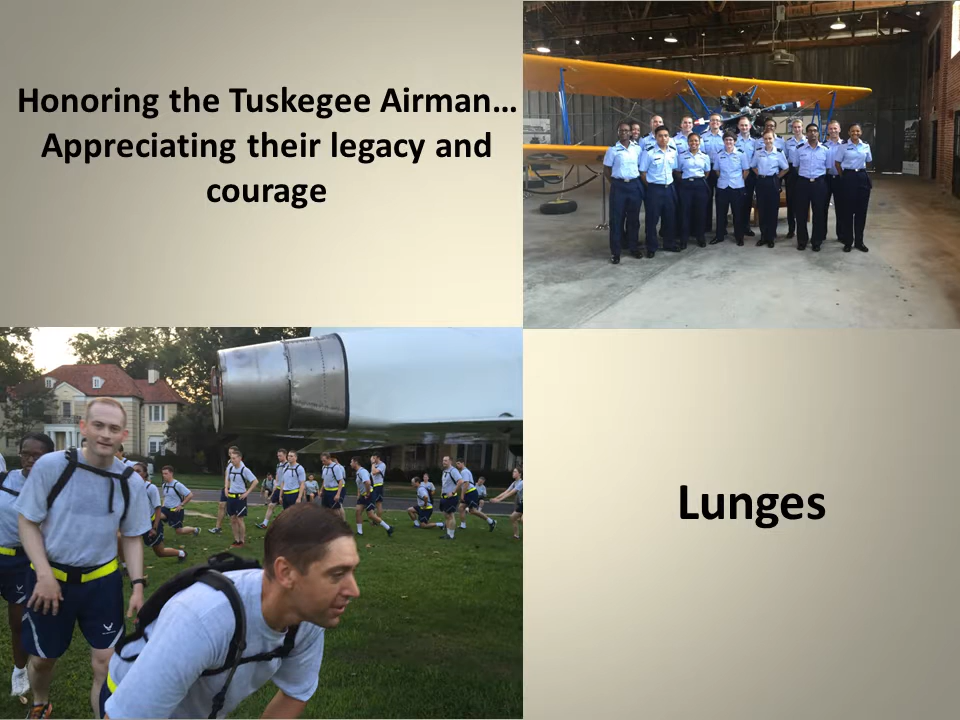 Honoring the Tuskegee Airman…
Appreciating their legacy and
courage
Lunges